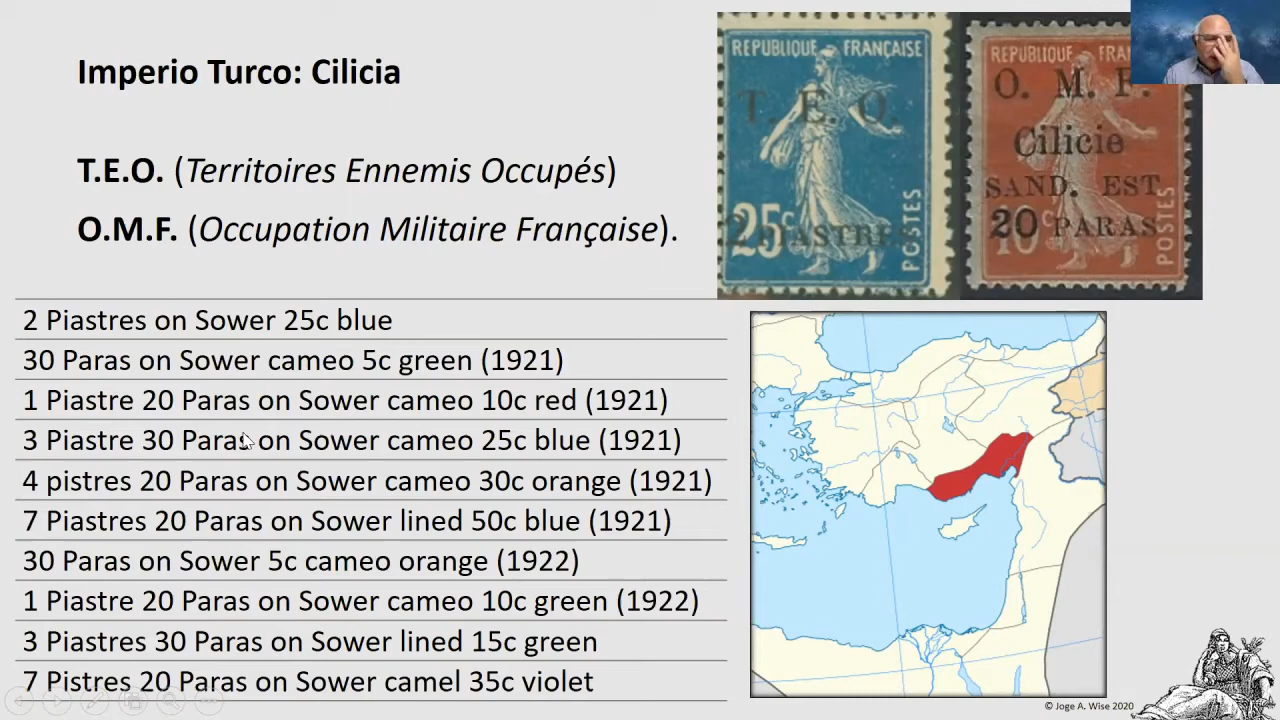 Imperio Turco: Cilicia
T.E.O. (Territoires Ennemis Occupés)
O.M.F. (Occupation Militaire Française).
REPUBLIQUE FRANÇAISE
T. E. O.
25c
2 PIASTRES
POSTES
REPUBLIQUE FRAN
O. M. F.
Cilicie
SAND. EST
20 PARAS
10c
POSTES
2 Piastres on Sower 25c blue
30 Paras on Sower cameo 5c green (1921)
1 Piastre 20 Paras on Sower cameo 10c red (1921)
3 Piastre 30 Paras on Sower cameo 25c blue (1921)
4 pistres 20 Paras on Sower cameo 30c orange (1921)
7 Piastres 20 Paras on Sower lined 50c blue (1921)
30 Paras on Sower 5c cameo orange (1922)
1 Piastre 20 Paras on Sower cameo 10c green (1922)
3 Piastres 30 Paras on Sower lined 15c green
7 Pistres 20 Paras on Sower camel 35c violet
© Joge A. Wise 2020